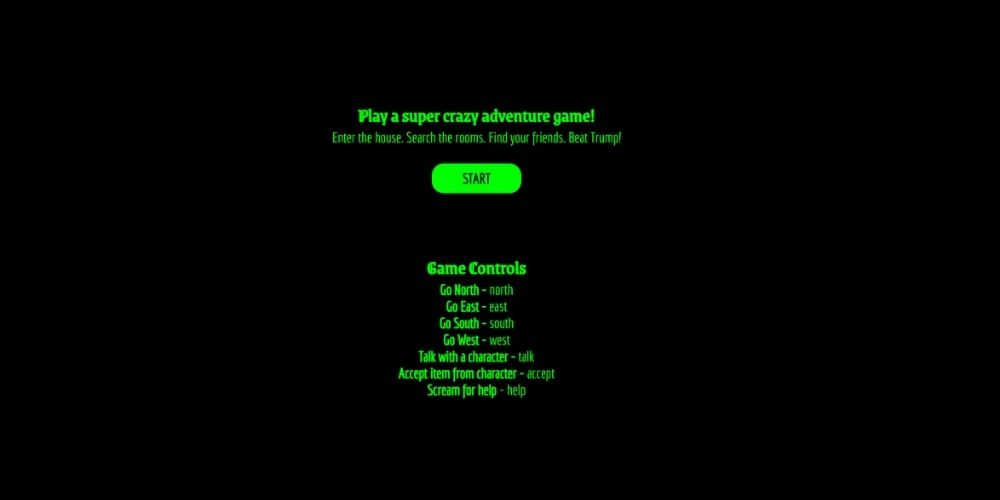 Play a super crazy adventure game!
Enter the house. Search the rooms. Find your friends. Beat Trump!
START
Game Controls
Go North - north
Go East - east
Go South - south
Go West - west
Talk with a character - talk
Accept item from character - accept
Scream for help - help